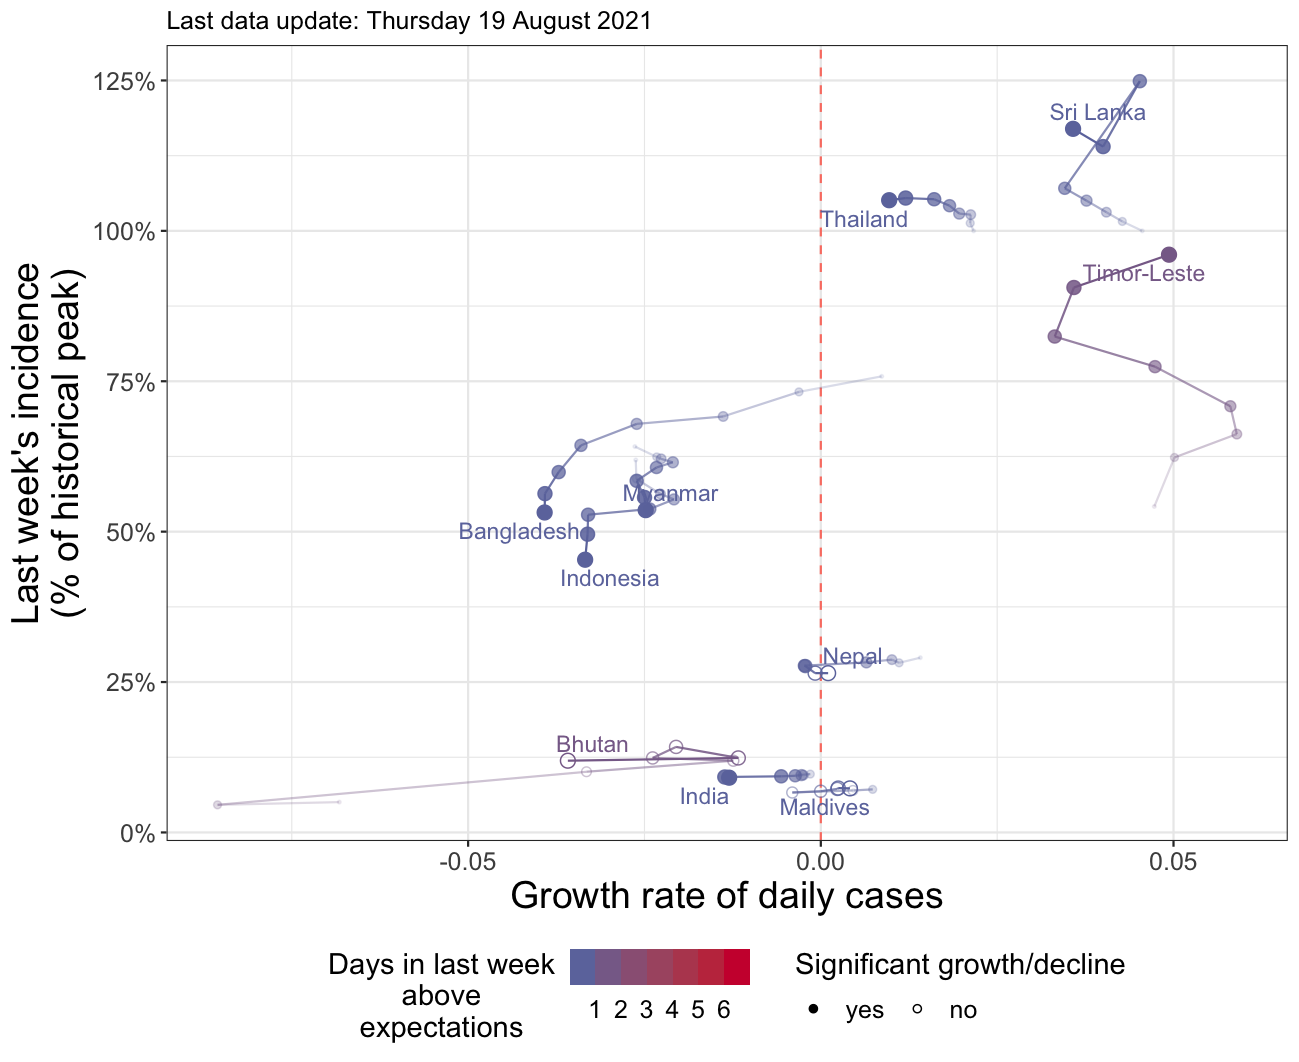 Last data update: Thursday 19 August 2021
125%
100%
75%
50%
25%
0%
Last week's incidence
(% of historical peak)
Sri Lanka
Thailand
Timor-Leste
Myanmar
Bangladesh
Indonesia
Nepal
Bhutan
India
Maldives
-0.05 0.00 0.05
Growth rate of daily cases
Days in last week
above
expectations
1 2 3 4 5 6
Significant growth/decline
yes no